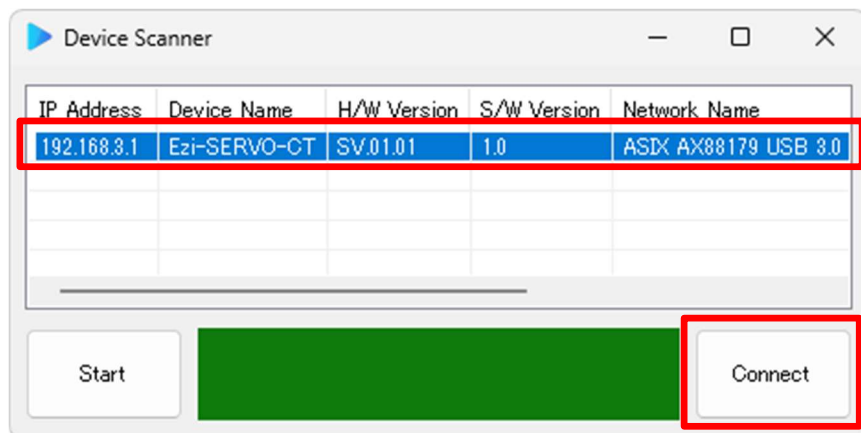 Device Scanner
IP Address Device Name H/W Version S/W Version Network Name
192.168.3.1 Ezi-SERVO-CT SV.01.01 1.0 ASIX AX88179 USB 3.0
Start Connect